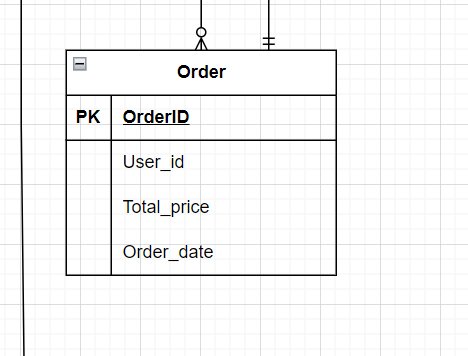 Order
PK OrderID
User_id
Total_price
Order_date